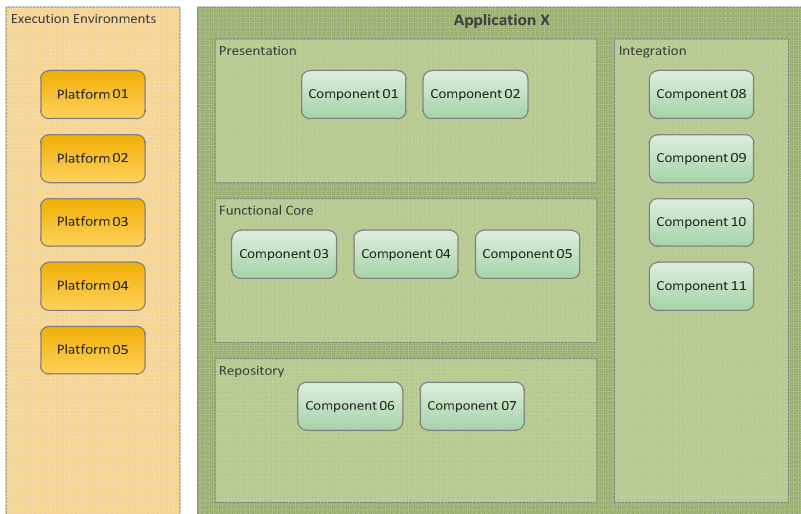 Execution Environments
Platform 01
Platform 02
Platform 03
Platform 04
Platform 05
Application X
Presentation
Component 01
Component 02
Functional Core
Component 03
Component 04
Component 05
Repository
Component 06
Component 07
Integration
Component 08
Component 09
Component 10
Component 11